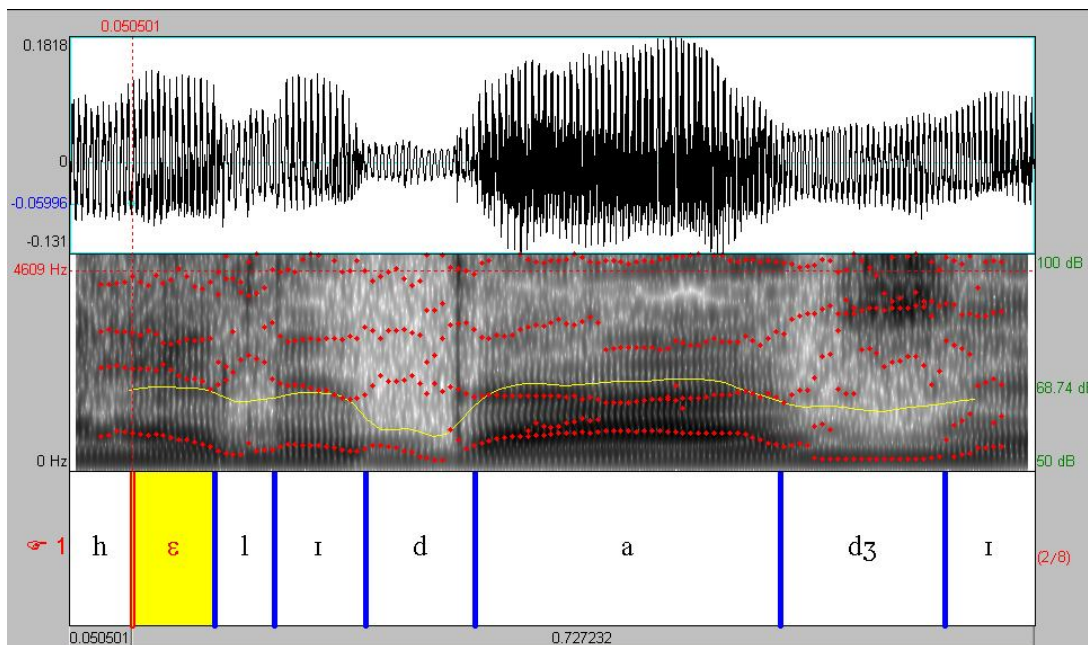 0.050501
0.1818
0
-0.05996
-0.131
4609 Hz
100 dB
68.74 dB
0 Hz
50 dB
☞ 1 h ɛ l ɪ d a dʒ ɪ (2/8)
0.050501 0.727232